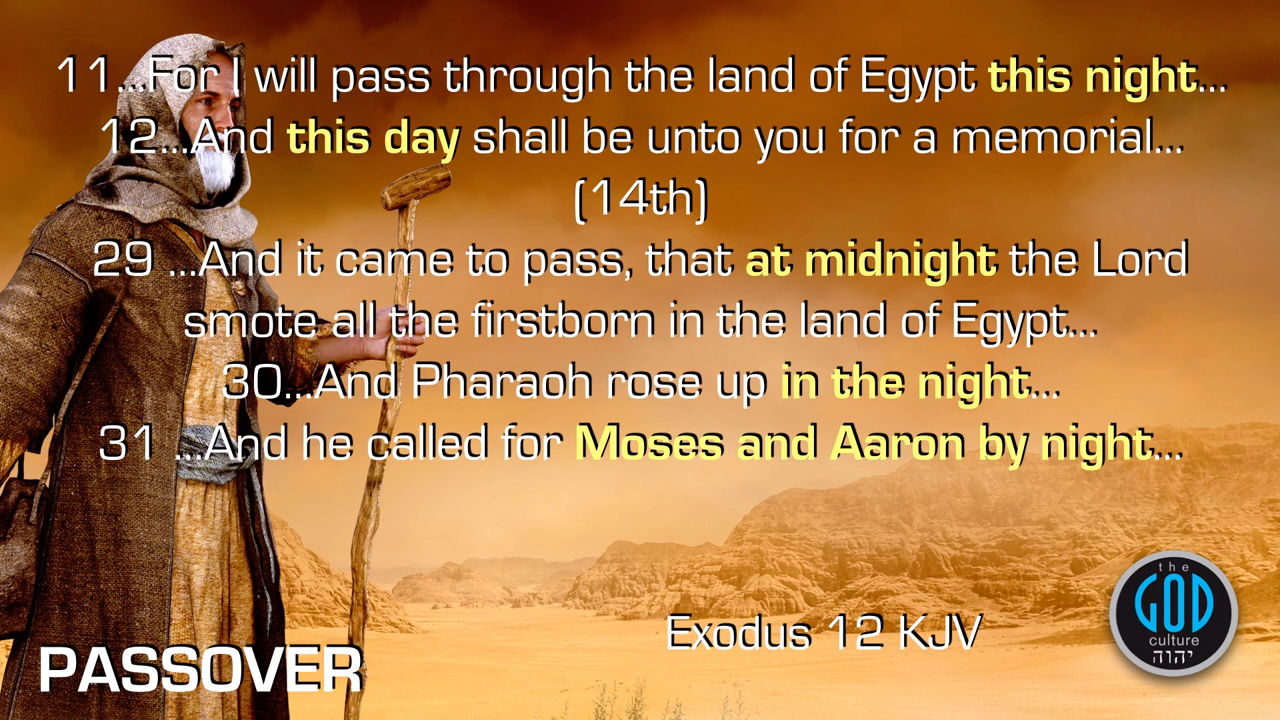 11...For I will pass through the land of Egypt this night...
12...And this day shall be unto you for a memorial...
(14th)
29 ...And it came to pass, that at midnight the Lord
smote all the firstborn in the land of Egypt...
30...And Pharaoh rose up in the night...
31 ...And he called for Moses and Aaron by night...
Exodus 12 KJV
PASSOVER
the
GOD
culture
יהוה